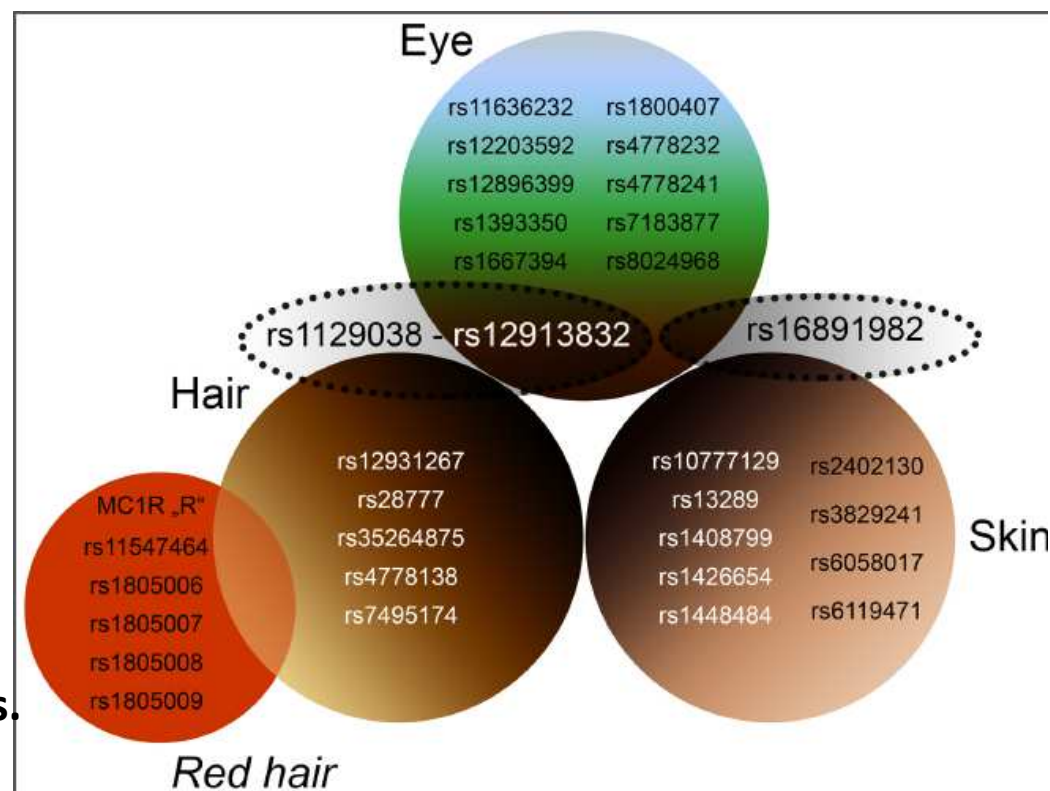 Eye
rs11636232 rs1800407
rs12203592 rs4778232
rs12896399 rs4778241
rs1393350 rs7183877
rs1667394 rs8024968
rs1129038 - rs12913832
rs16891982
Hair
rs12931267
rs28777
rs35264875
rs4778138
rs7495174
MC1R „R“
rs11547464
rs1805006
rs1805007
rs1805008
rs1805009
Red hair
rs10777129
rs13289
rs1408799
rs1426654
rs1448484
rs2402130
rs3829241
rs6058017
rs6119471
Skin
s.